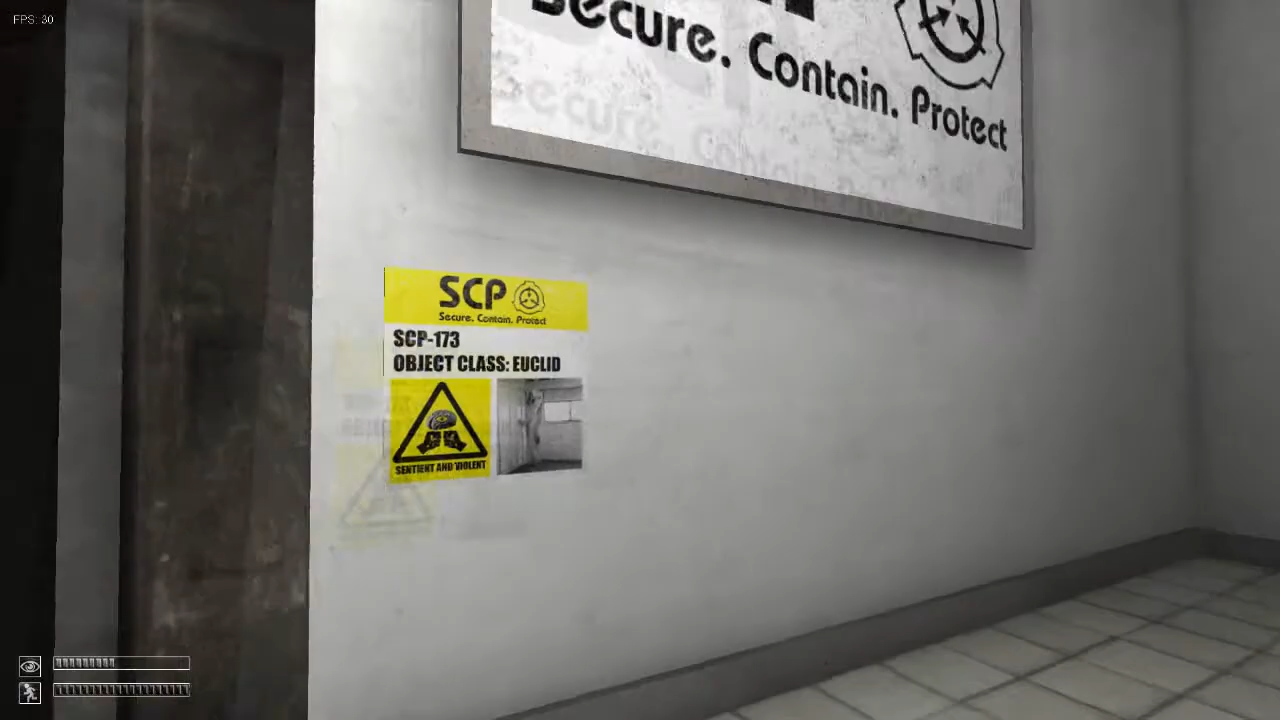 FPS: 30
Secure. Contain. Protect
SCP
Secure. Contain. Protect
SCP-173
OBJECT CLASS: EUCLID
SENTIENT AND VIOLENT